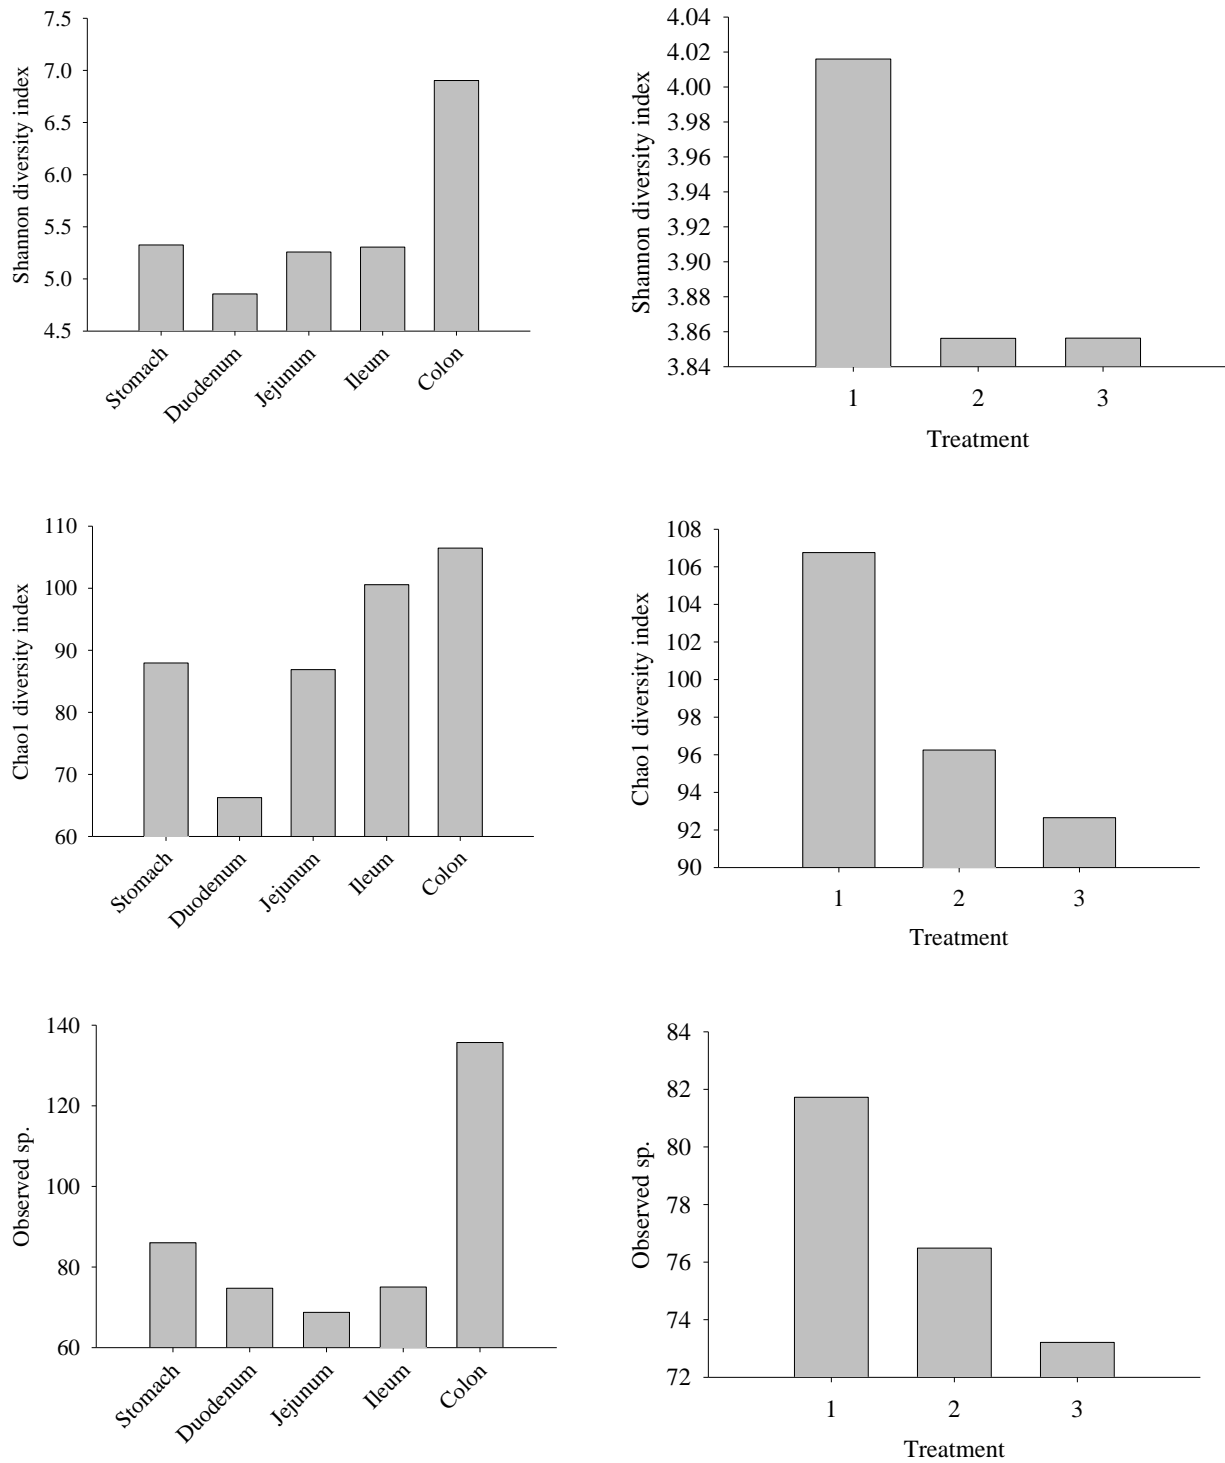 Shannon diversity index
7.5
7.0
6.5
6.0
5.5
5.0
4.5
Stomach
Duodenum
Jejunum
Ileum
Colon
Shannon diversity index
4.04
4.02
4.00
3.98
3.96
3.94
3.92
3.90
3.88
3.86
3.84
1 2 3
Treatment
Chao1 diversity index
110
100
90
80
70
60
Stomach
Duodenum
Jejunum
Ileum
Colon
Chao1 diversity index
108
106
104
102
100
98
96
94
92
90
1 2 3
Treatment
Observed sp.
140
120
100
80
60
Stomach
Duodenum
Jejunum
Ileum
Colon
Observed sp.
84
82
80
78
76
74
72
1 2 3
Treatment